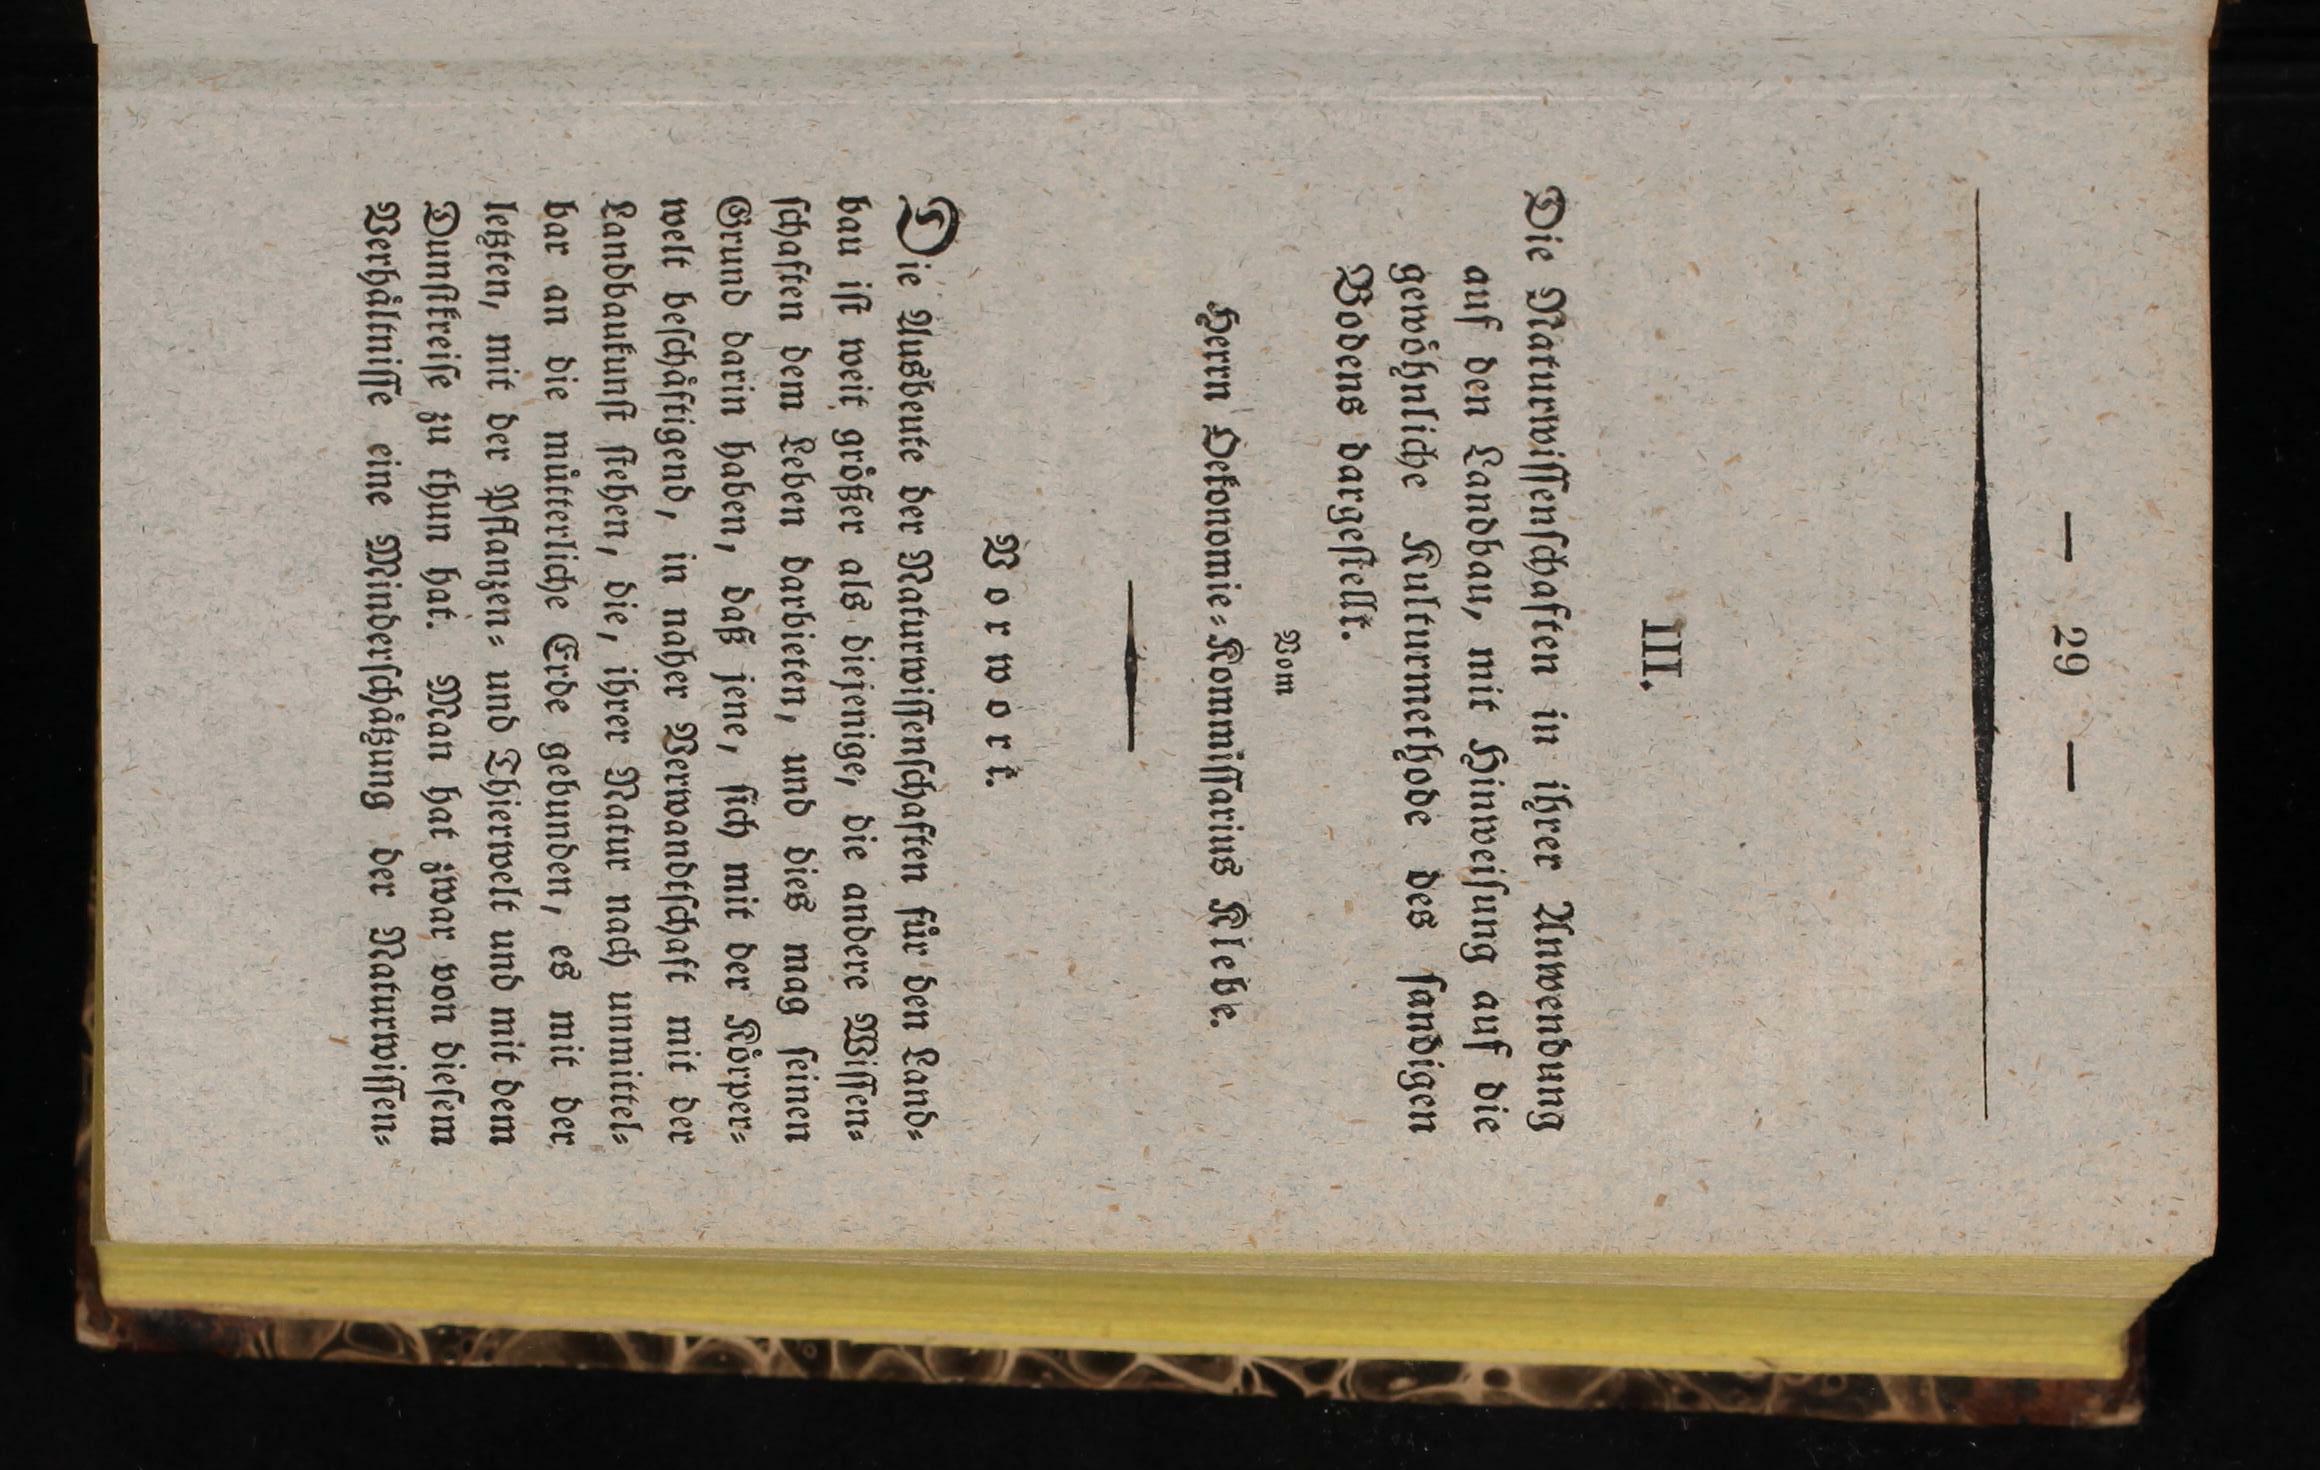 — 29 —
III.
Die Naturwissenschaften in ihrer Anwendung
auf den Landbau, mit Hinweisung auf die
gewöhnliche Kulturmethode des sandigen
Bodens dargestellt.
Vom
Herrn Oekonomie-Kommissarius Klebe.
Vorwort.
Die Ausbeute der Naturwissenschaften für den Land-
bau ist weit größer als diejenige, die andere Wissen-
schaften dem Leben darbieten, und dies mag seinen
Grund darin haben, daß jene, sich mit der Körper-
welt beschäftigend, in naher Verwandtschaft mit der
Landbaukunst stehen, die, ihrer Natur nach unmittel-
bar an die mütterliche Erde gebunden, es mit der
letzten, mit der Pflanzen- und Thierwelt und mit dem
Dunstkreise zu thun hat. Man hat zwar von diesem
Verhältnisse eine Minderschätzung der Naturwissen-